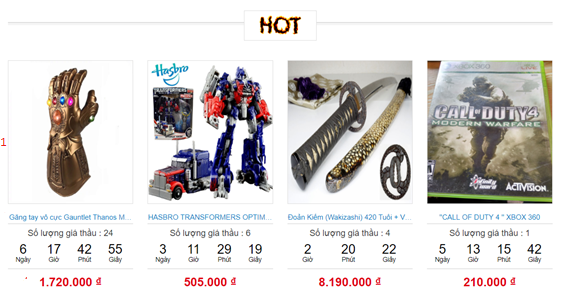 HOT
Hasbro
TRANSFORMERS
CALL OF DUTY 4
MODERN WARFARE
ACTIVISION
1
Găng tay vô cực Gauntlet Thanos M...
HASBRO TRANSFORMERS OPTIM...
Đoản Kiếm (Wakizashi) 420 Tuổi + V...
"CALL OF DUTY 4 " XBOX 360
Số lượng giá thầu : 24
Số lượng giá thầu : 6
Số lượng giá thầu : 4
Số lượng giá thầu : 1
6 17 42 55
Ngày Giờ Phút Giây
3 11 29 19
Ngày Giờ Phút Giây
2 20 22
Giờ Phút Giây
5 13 15 42
Ngày Giờ Phút Giây
1.720.000 ₫
505.000 ₫
8.190.000 ₫
210.000 ₫